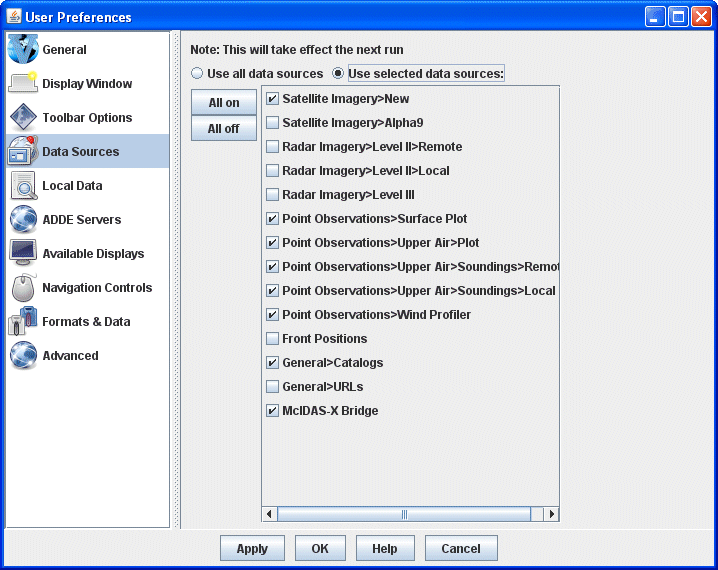 User Preferences
General
Display Window
Toolbar Options
Data Sources
Local Data
ADDE Servers
Available Displays
Navigation Controls
Formats & Data
Advanced
Note: This will take effect the next run
Use all data sources Use selected data sources:
All on
All off
Satellite Imagery>New
Satellite Imagery>Alpha9
Radar Imagery>Level II>Remote
Radar Imagery>Level II>Local
Radar Imagery>Level III
Point Observations>Surface Plot
Point Observations>Upper Air>Plot
Point Observations>Upper Air>Soundings>Remot
Point Observations>Upper Air>Soundings>Local
Point Observations>Wind Profiler
Front Positions
General>Catalogs
General>URLs
McIDAS-X Bridge
Apply OK Help Cancel